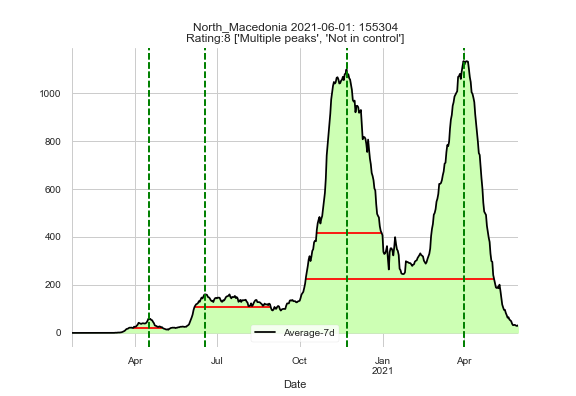 North_Macedonia 2021-06-01: 155304
Rating:8 ['Multiple peaks', 'Not in control']
1000
800
600
400
200
0
Average-7d
Apr
Jul
Oct
Jan
2021
Apr
Date